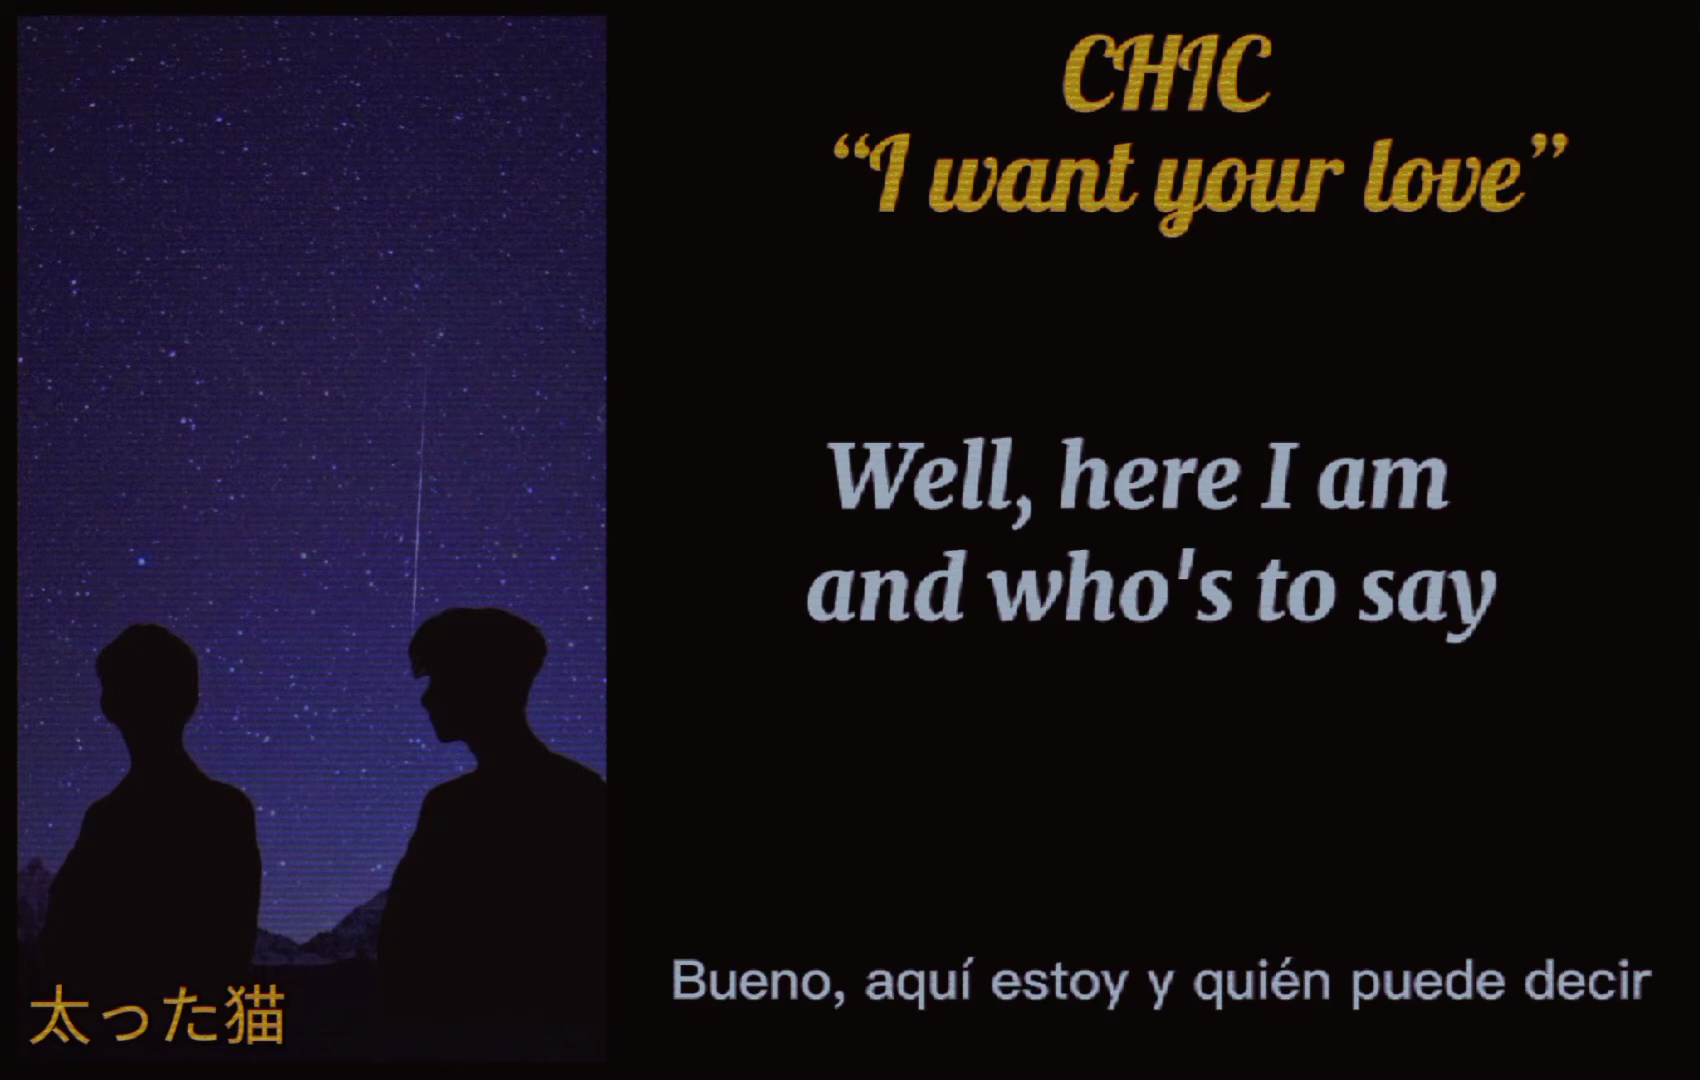 CHIC
“I want your love”
Well, here I am
and who's to say
Bueno, aquí estoy y quién puede decir
太った猫